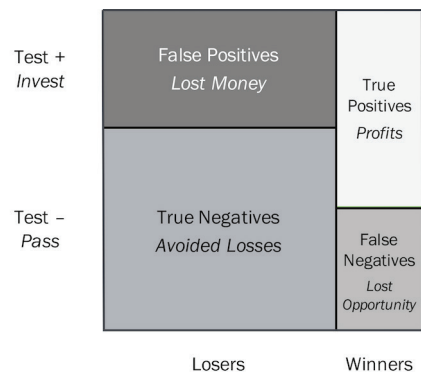 Test +
Invest
False Positives
Lost Money
True
Positives
Profits
Test –
Pass
True Negatives
Avoided Losses
False
Negatives
Lost
Opportunity
Losers
Winners